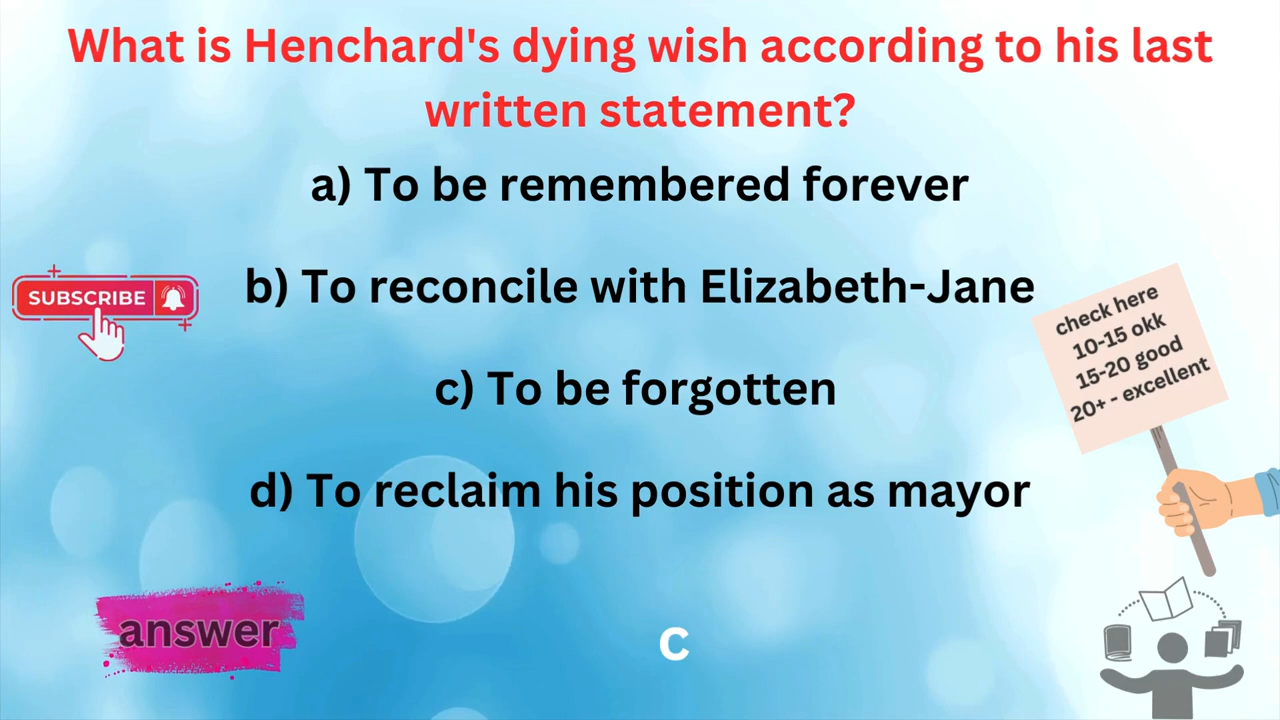 What is Henchard's dying wish according to his last
written statement?
a) To be remembered forever
b) To reconcile with Elizabeth-Jane
SUBSCRIBE
check here
10-15 okk
15-20 good
20+ - excellent
c) To be forgotten
d) To reclaim his position as mayor
answer
C